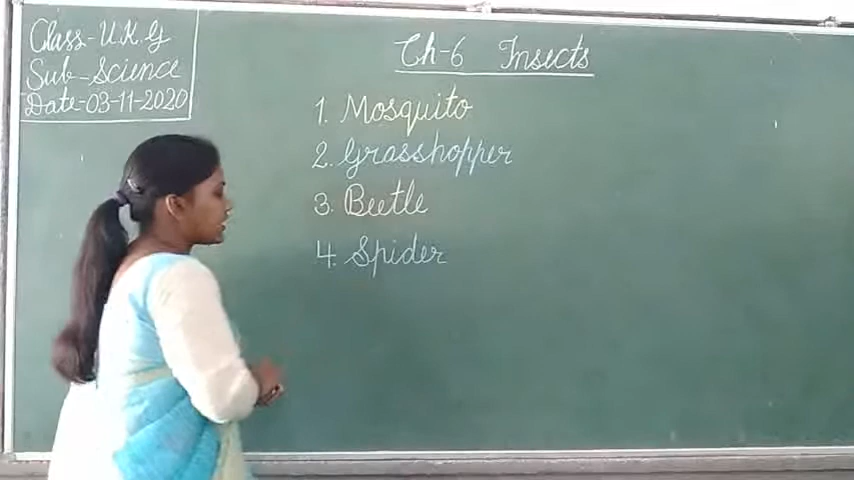 Class-U.K.G
Sub-Science
Date-03-11-2020
Ch-6 Insects
1. Mosquito
2. Grasshopper
3. Beetle
4. Spider